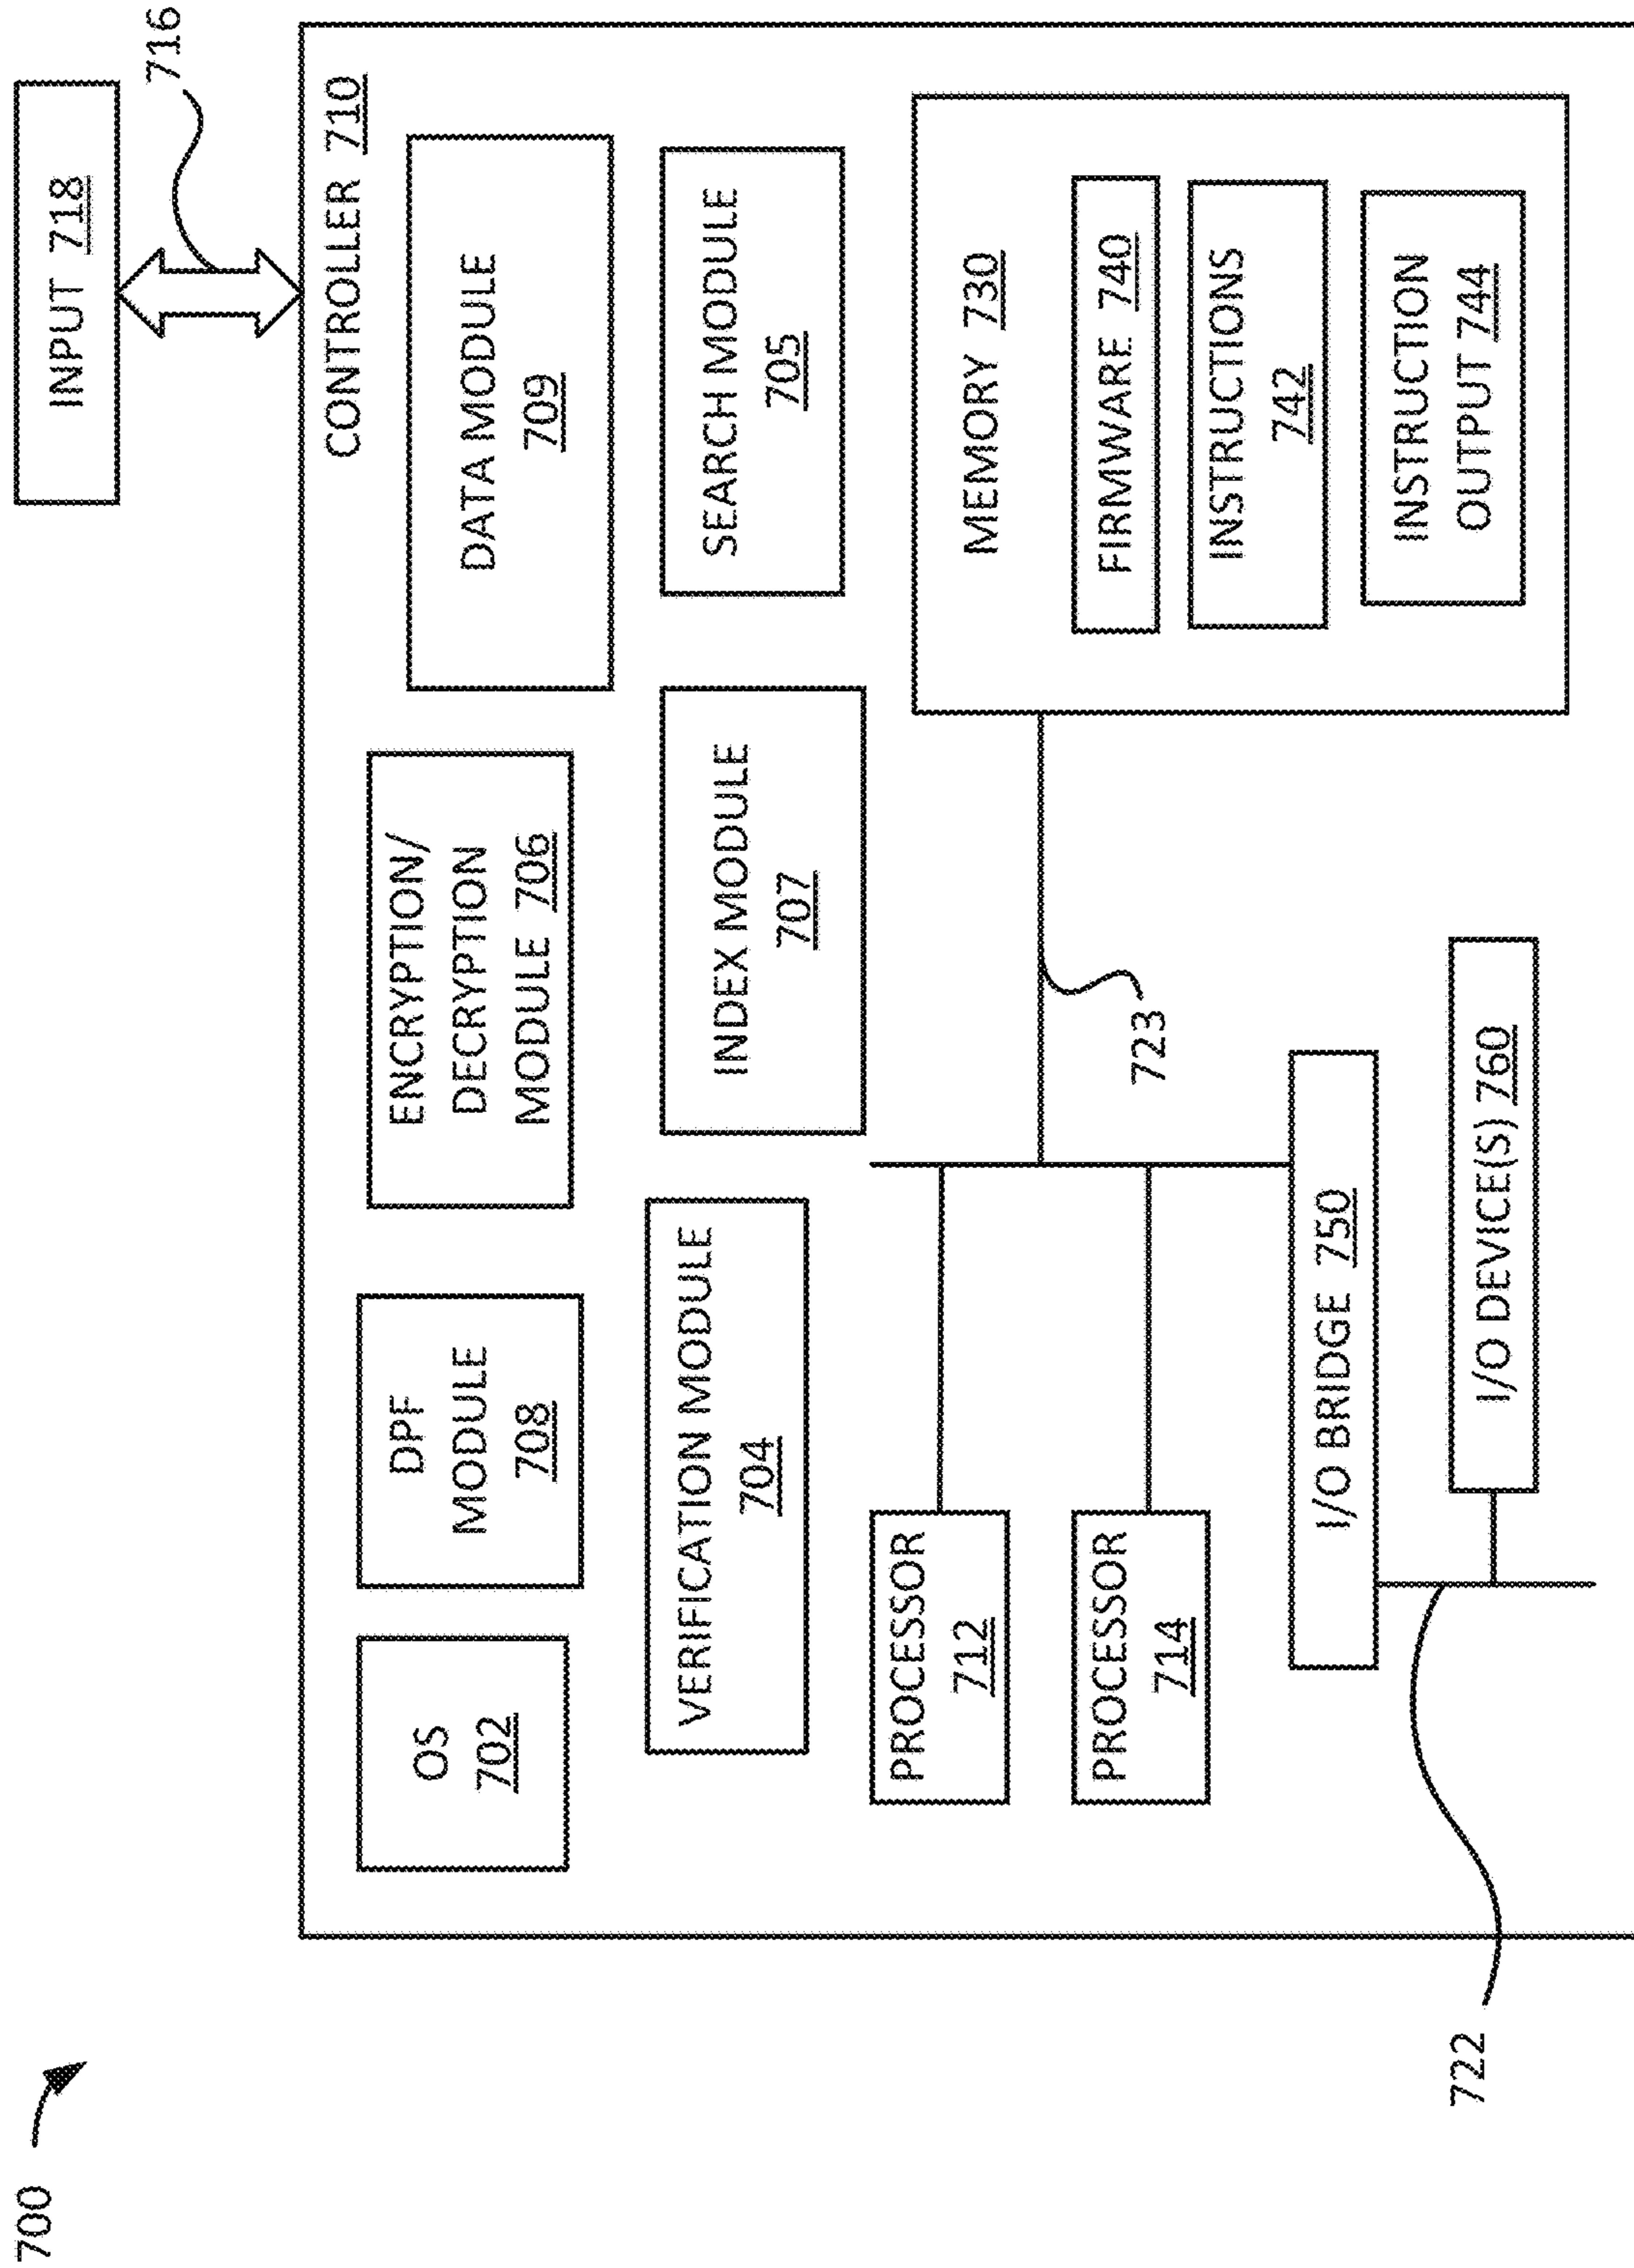 700
INPUT 718
716
CONTROLLER 710
OS
702
DPF
MODULE
708
ENCRYPTION/
DECRYPTION
MODULE 706
DATA MODULE
709
VERIFICATION MODULE
704
INDEX MODULE
707
SEARCH MODULE
705
PROCESSOR
712
PROCESSOR
714
723
MEMORY 730
FIRMWARE 740
INSTRUCTIONS
742
INSTRUCTION
OUTPUT 744
I/O BRIDGE 750
I/O DEVICE(S) 760
722